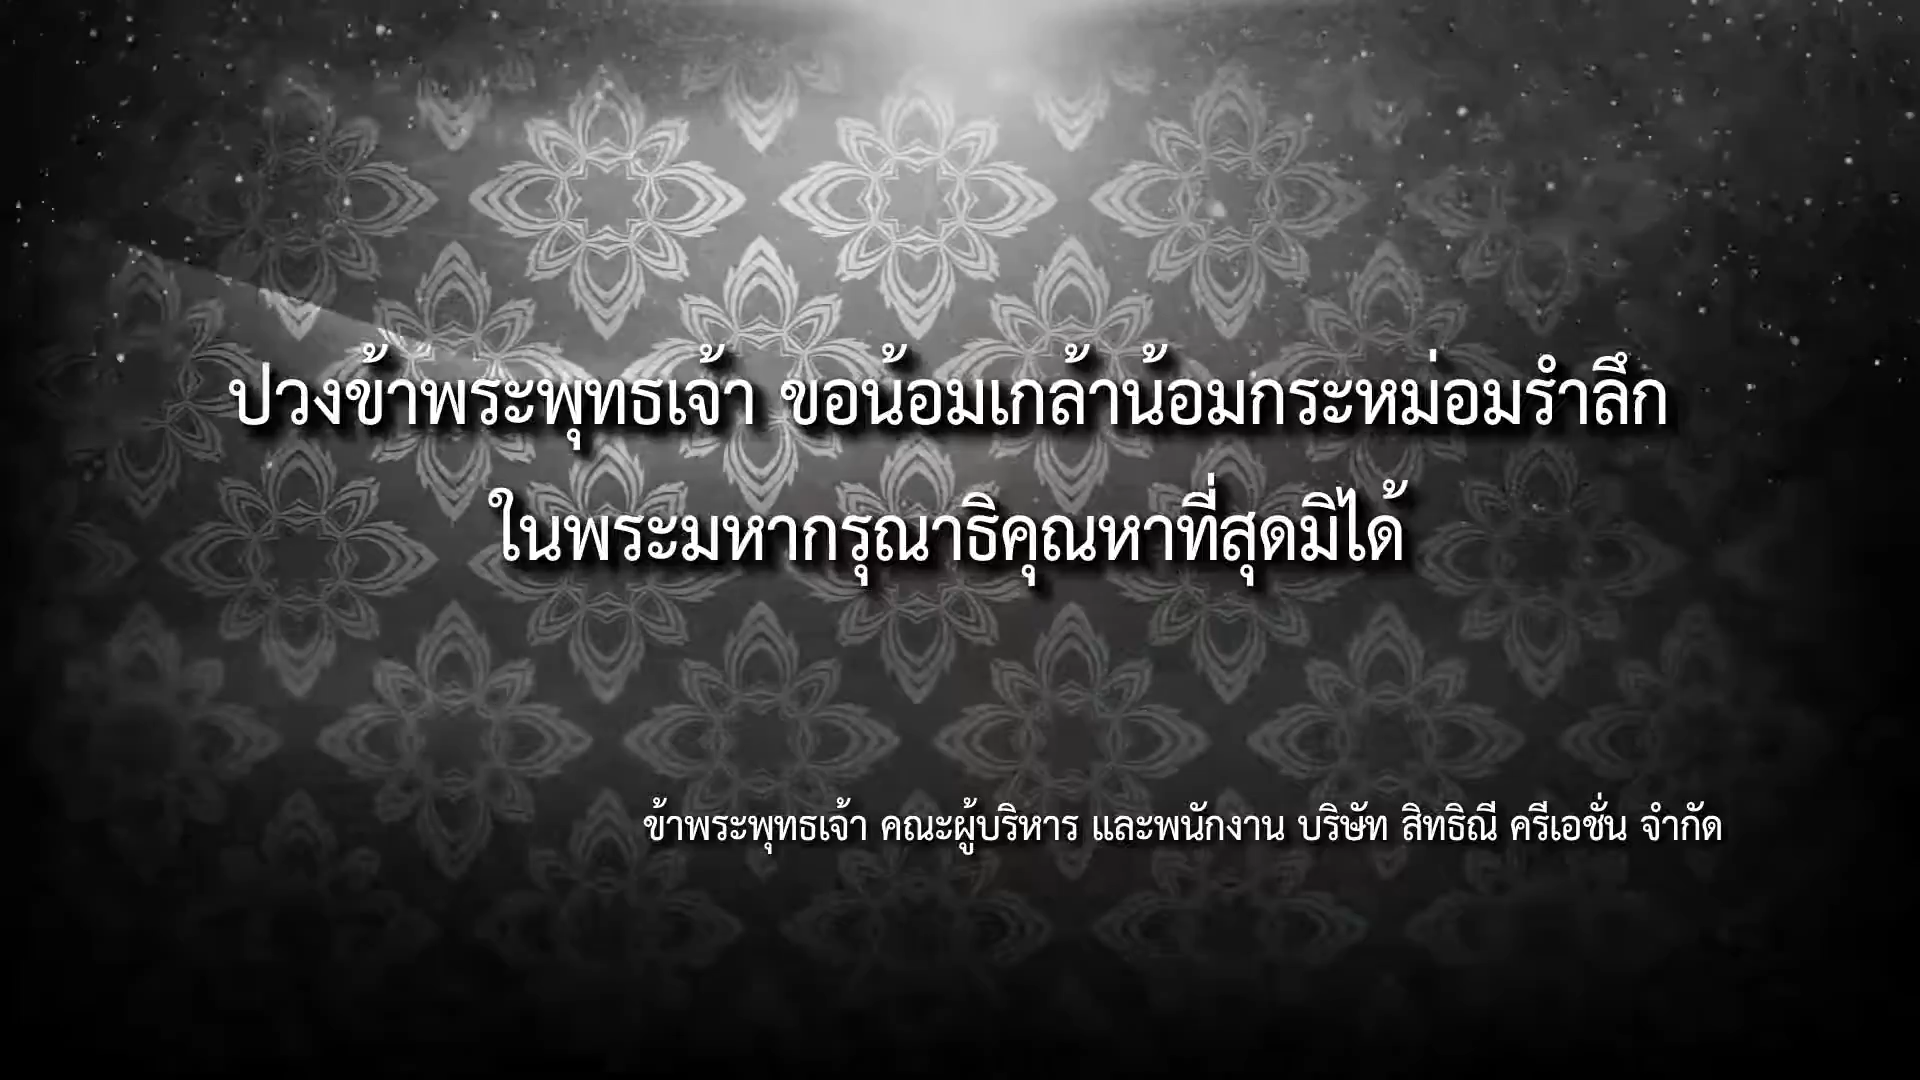 ปวงข้าพระพุทธเจ้า ขอน้อมเกล้าน้อมกระหม่อมรำลึก
ในพระมหากรุณาธิคุณหาที่สุดมิได้
ข้าพระพุทธเจ้า คณะผู้บริหาร และพนักงาน บริษัท สิทธิณี ครีเอชั่น จำกัด